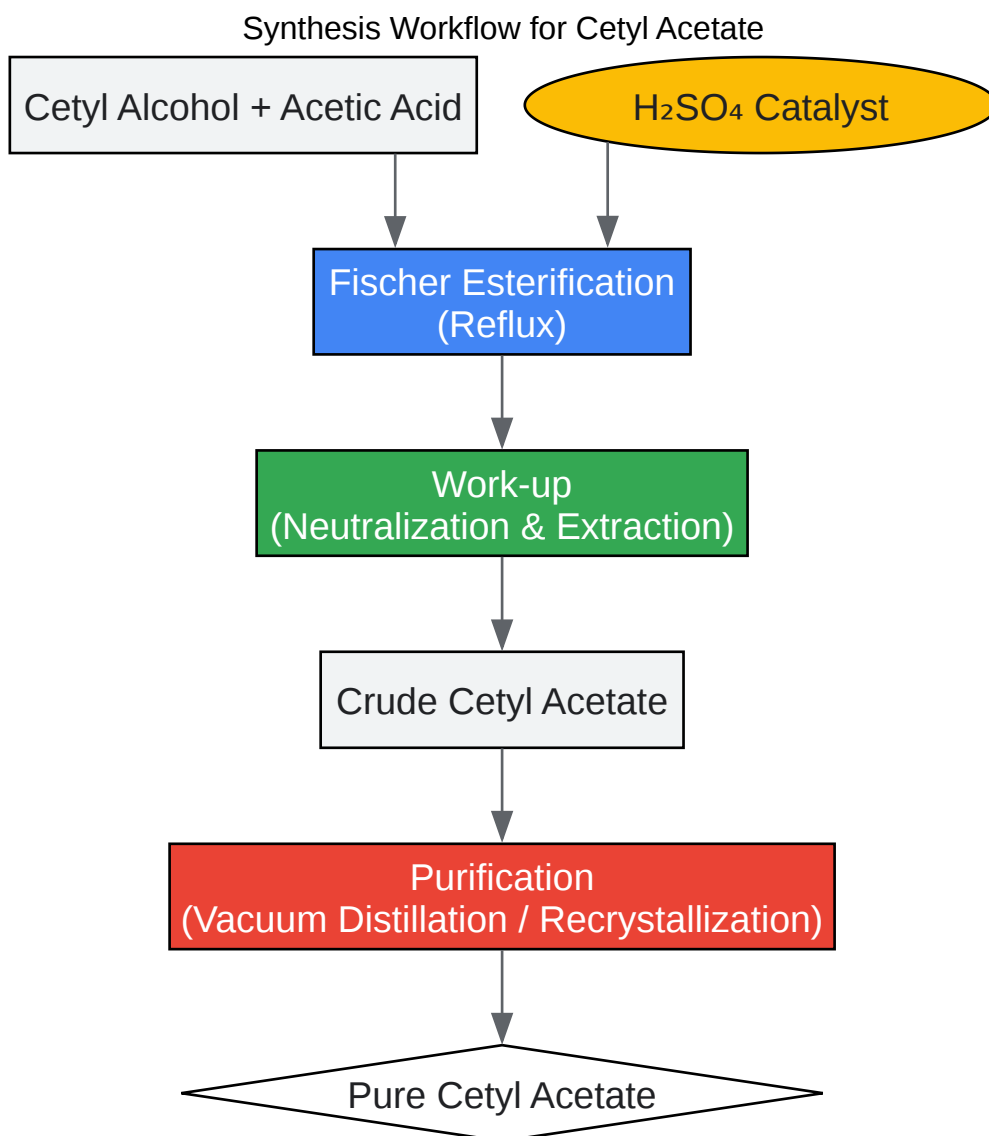 Synthesis Workflow for Cetyl Acetate
Cetyl Alcohol + Acetic Acid
H₂SO₄ Catalyst
Fischer Esterification
(Reflux)
Work-up
(Neutralization & Extraction)
Crude Cetyl Acetate
Purification
(Vacuum Distillation / Recrystallization)
Pure Cetyl Acetate